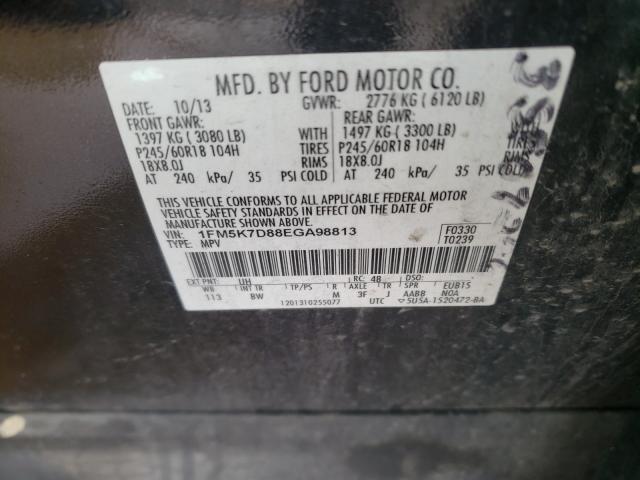 MFD. BY FORD MOTOR CO.
DATE: 10/13 GVWR: 2776 KG ( 6120 LB)
FRONT GAWR: REAR GAWR:
1397 KG ( 3080 LB) WITH 1497 KG ( 3300 LB)
P245/60R18 104H TIRES P245/60R18 104H
18X8.0J RIMS 18X8.0J
AT 240 kPa/ 35 PSI COLD AT 240 kPa/ 35 PSI COLD
THIS VEHICLE CONFORMS TO ALL APPLICABLE FEDERAL MOTOR
VEHICLE SAFETY STANDARDS IN EFFECT ON THE DATE OF
MANUFACTURE SHOWN ABOVE.
VIN: 1FM5K7D88EGA98813 F0330
TYPE: MPV T0239
EXT PNT: UH RC: 48 DSO:
WB INT TR TP/PS R AXLE TR SPR EUB15
113 8W M 3F J AABB N0A
1201310255077 UTC ▽5U5A-1520472-BA